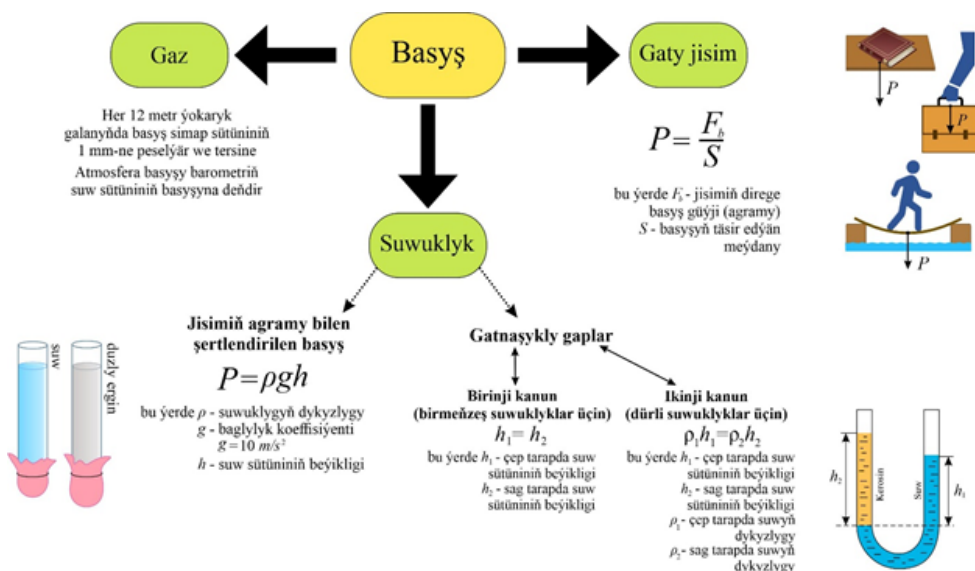 Gaz
Basyş
Gaty jisim
Her 12 metr ýokaryk
galanyňda basyş simap sütüniniň
1 mm-ne peselýär we tersine
Atmosfera basyşy barometriň
suw sütüniniň basyşyna deňdir
P = F_b / S
bu ýerde F_b - jisimiň direge
basyş güýji (agramy)
S - basyşyň täsir edýän
meýdany
P
P
P
Suwuklyk
Jisimiň agramy bilen
şertlendirilen basyş
P=ρgh
bu ýerde ρ - suwuklygyň dykyzlygy
g - baglylyk koeffisiýenti
g=10 m/s²
h - suw sütüniniň beýikligi
suw
duzly ergin
Gatnaşykly gaplar
Birinji kanun
(birmeňzeş suwuklyklar üçin)
h₁= h₂
bu ýerde h₁ - çep tarapda suw
sütüniniň beýikligi
h₂ - sag tarapda suw
sütüniniň beýikligi
Ikinji kanun
(dürli suwuklyklar üçin)
ρ₁h₁=ρ₂h₂
bu ýerde h₁ - çep tarapda suw
sütüniniň beýikligi
h₂ - sag tarapda suw
sütüniniň beýikligi
ρ₁ - çep tarapda suwyň
dykyzlygy
ρ₂ - sag tarapda suwyň
dykyzlygy
h₂
Kerosin
Suw
h₁